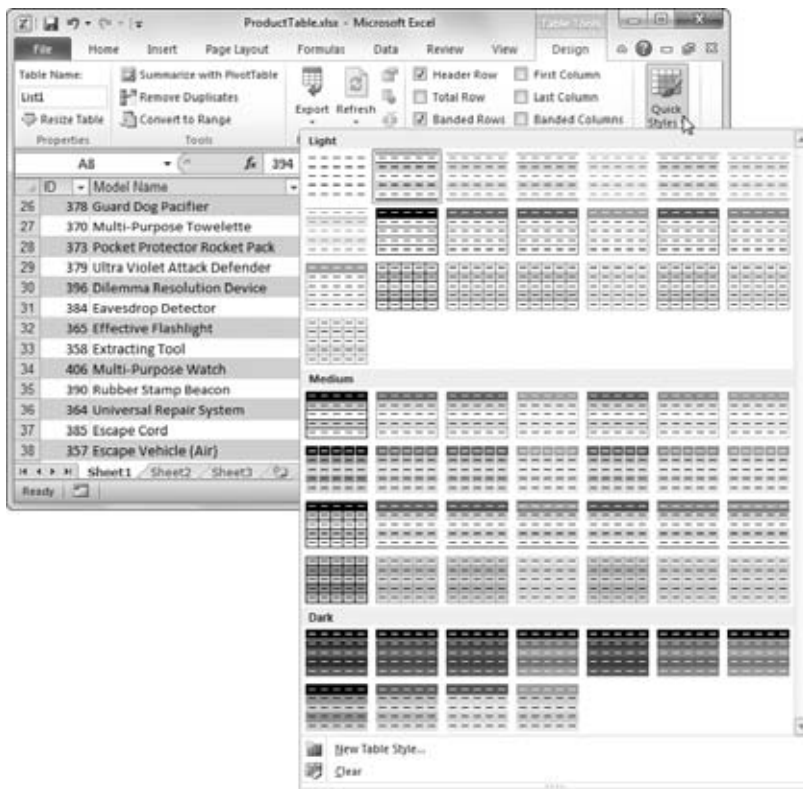 ProductTable.xlsx - Microsoft Excel
Table Tools
File Home Insert Page Layout Formulas Data Review View Design
Table Name:
List1
Resize Table
Properties
Summarize with PivotTable
Remove Duplicates
Convert to Range
Tools
Export Refresh
Header Row
Total Row
Banded Rows
First Column
Last Column
Banded Columns
Quick Styles
A8 fx 394
ID Model Name
26 378 Guard Dog Pacifier
27 370 Multi-Purpose Towelette
28 373 Pocket Protector Rocket Pack
29 379 Ultra Violet Attack Defender
30 396 Dilemma Resolution Device
31 384 Eavesdrop Detector
32 365 Effective Flashlight
33 358 Extracting Tool
34 406 Multi-Purpose Watch
35 390 Rubber Stamp Beacon
36 364 Universal Repair System
37 385 Escape Cord
38 357 Escape Vehicle (Air)
Sheet1 Sheet2 Sheet3
Ready
Light
Medium
Dark
New Table Style...
Clear